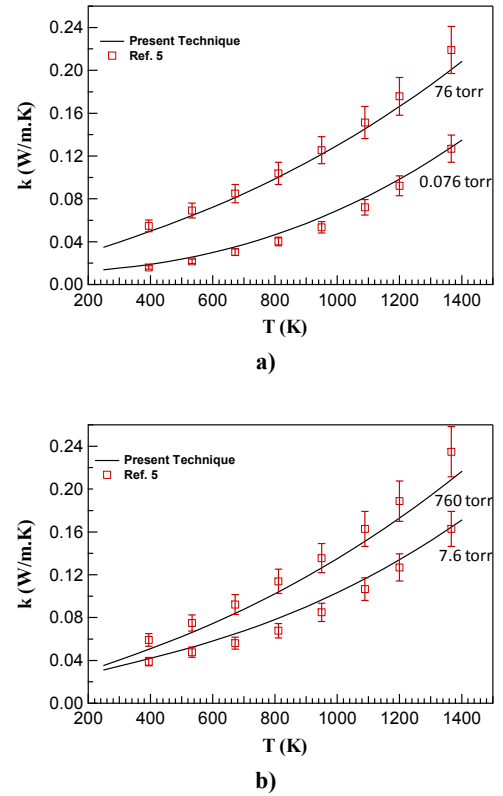 0.24
Present Technique
Ref. 5
0.20
76 torr
0.16
k (W/m.K)
0.12
0.076 torr
0.08
0.04
0.00
200 400 600 800 1000 1200 1400
T (K)
a)
0.24
Present Technique
Ref. 5
0.20
760 torr
0.16
7.6 torr
k (W/m.K)
0.12
0.08
0.04
0.00
200 400 600 800 1000 1200 1400
T (K)
b)